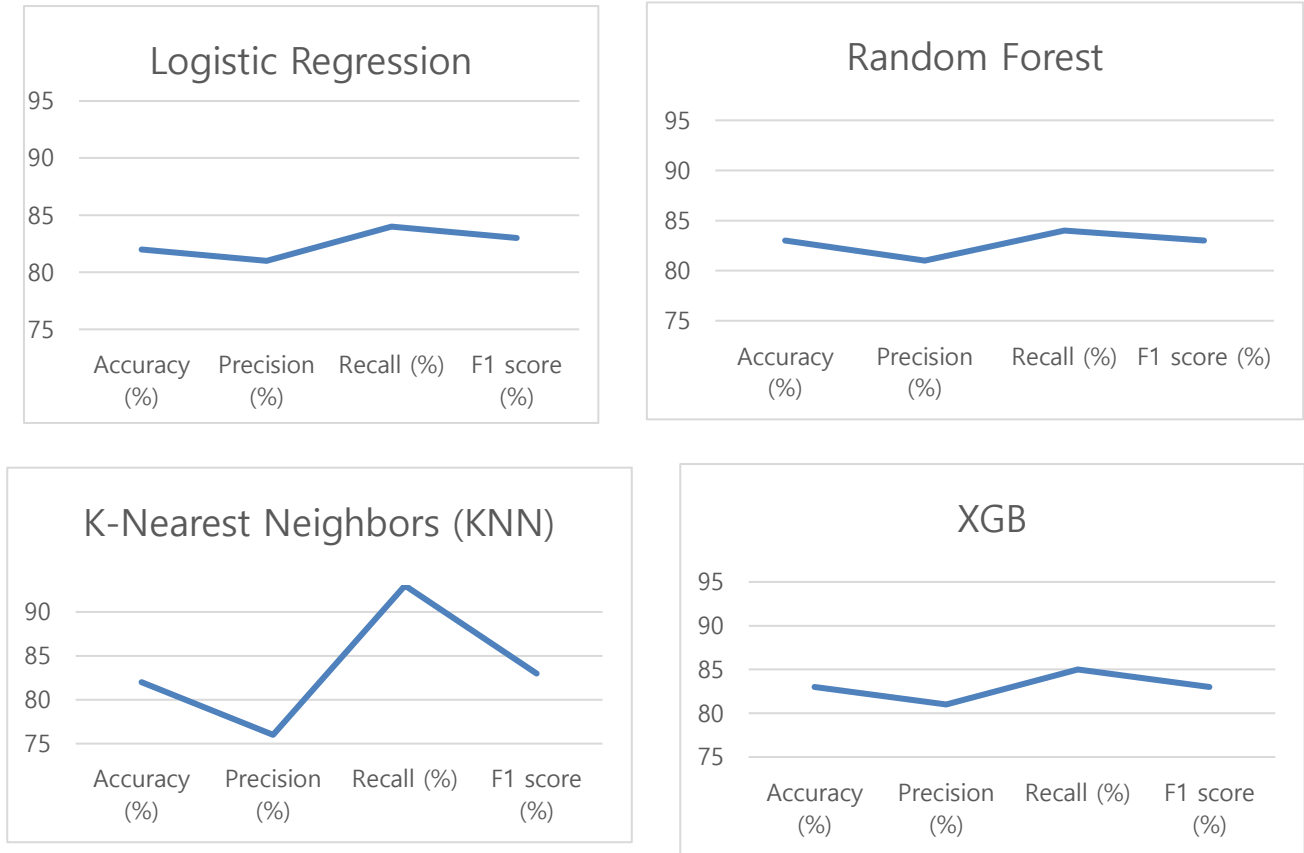 Logistic Regression
95
90
85
80
75
Accuracy Precision Recall (%) F1 score
(%) (%) (%)
Random Forest
95
90
85
80
75
Accuracy Precision Recall (%) F1 score (%)
(%) (%)
K-Nearest Neighbors (KNN)
90
85
80
75
Accuracy Precision Recall (%) F1 score
(%) (%) (%)
XGB
95
90
85
80
75
Accuracy Precision Recall (%) F1 score
(%) (%) (%)